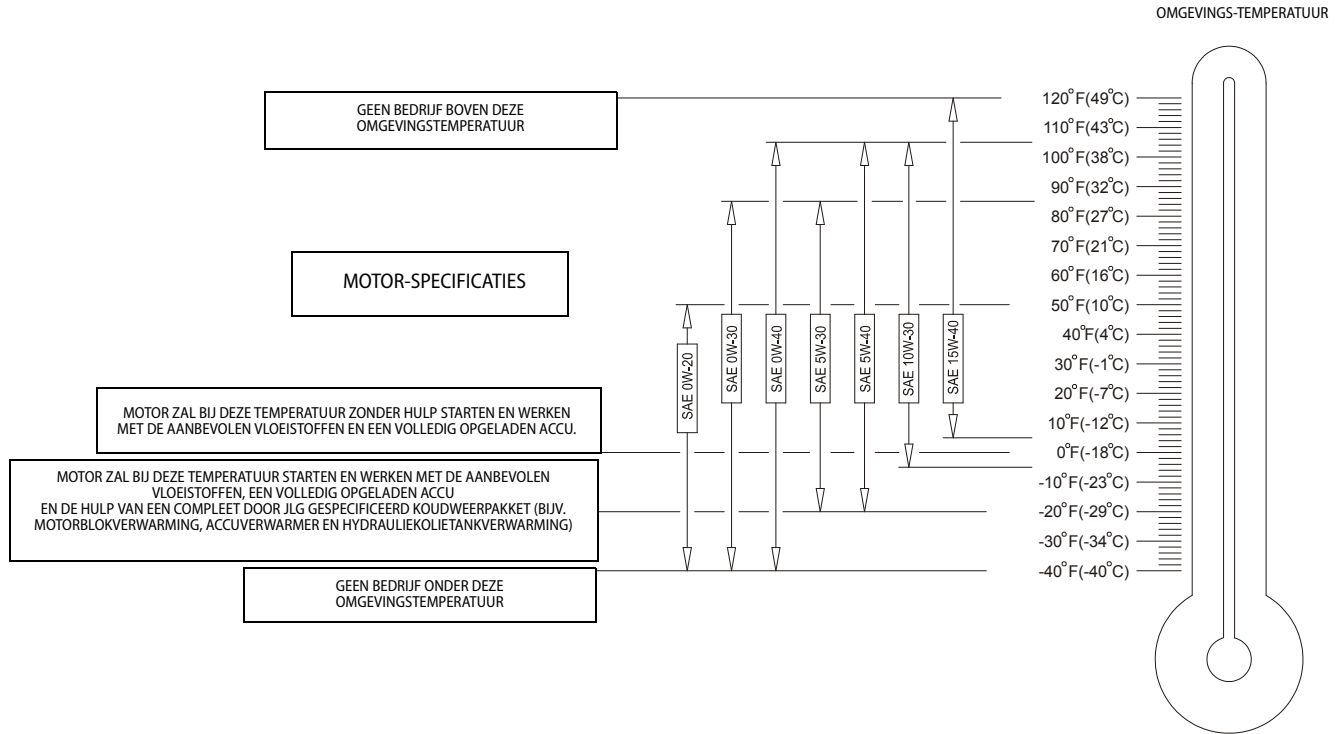 OMGEVINGS-TEMPERATUUR
GEEN BEDRIJF BOVEN DEZE
OMGEVINGSTEMPERATUUR
MOTOR-SPECIFICATIES
MOTOR ZAL BIJ DEZE TEMPERATUUR ZONDER HULP STARTEN EN WERKEN
MET DE AANBEVOLEN VLOEISTOFFEN EN EEN VOLLEDIG OPGELADEN ACCU.
MOTOR ZAL BIJ DEZE TEMPERATUUR STARTEN EN WERKEN MET DE AANBEVOLEN
VLOEISTOFFEN, EEN VOLLEDIG OPGELADEN ACCU
EN DE HULP VAN EEN COMPLEET DOOR JLG GESPECIFICEERD KOUDWEERPAKKET (BIJV.
MOTORBLOKVERWARMING, ACCUVERWARMER EN HYDRAULIEKOLIETANKVERWARMING)
GEEN BEDRIJF ONDER DEZE
OMGEVINGSTEMPERATUUR
SAE 0W-20
SAE 0W-30
SAE 0W-40
SAE 5W-30
SAE 5W-40
SAE 10W-30
SAE 15W-40
120°F(49°C)
110°F(43°C)
100°F(38°C)
90°F(32°C)
80°F(27°C)
70°F(21°C)
60°F(16°C)
50°F(10°C)
40°F(4°C)
30°F(-1°C)
20°F(-7°C)
10°F(-12°C)
0°F(-18°C)
-10°F(-23°C)
-20°F(-29°C)
-30°F(-34°C)
-40°F(-40°C)